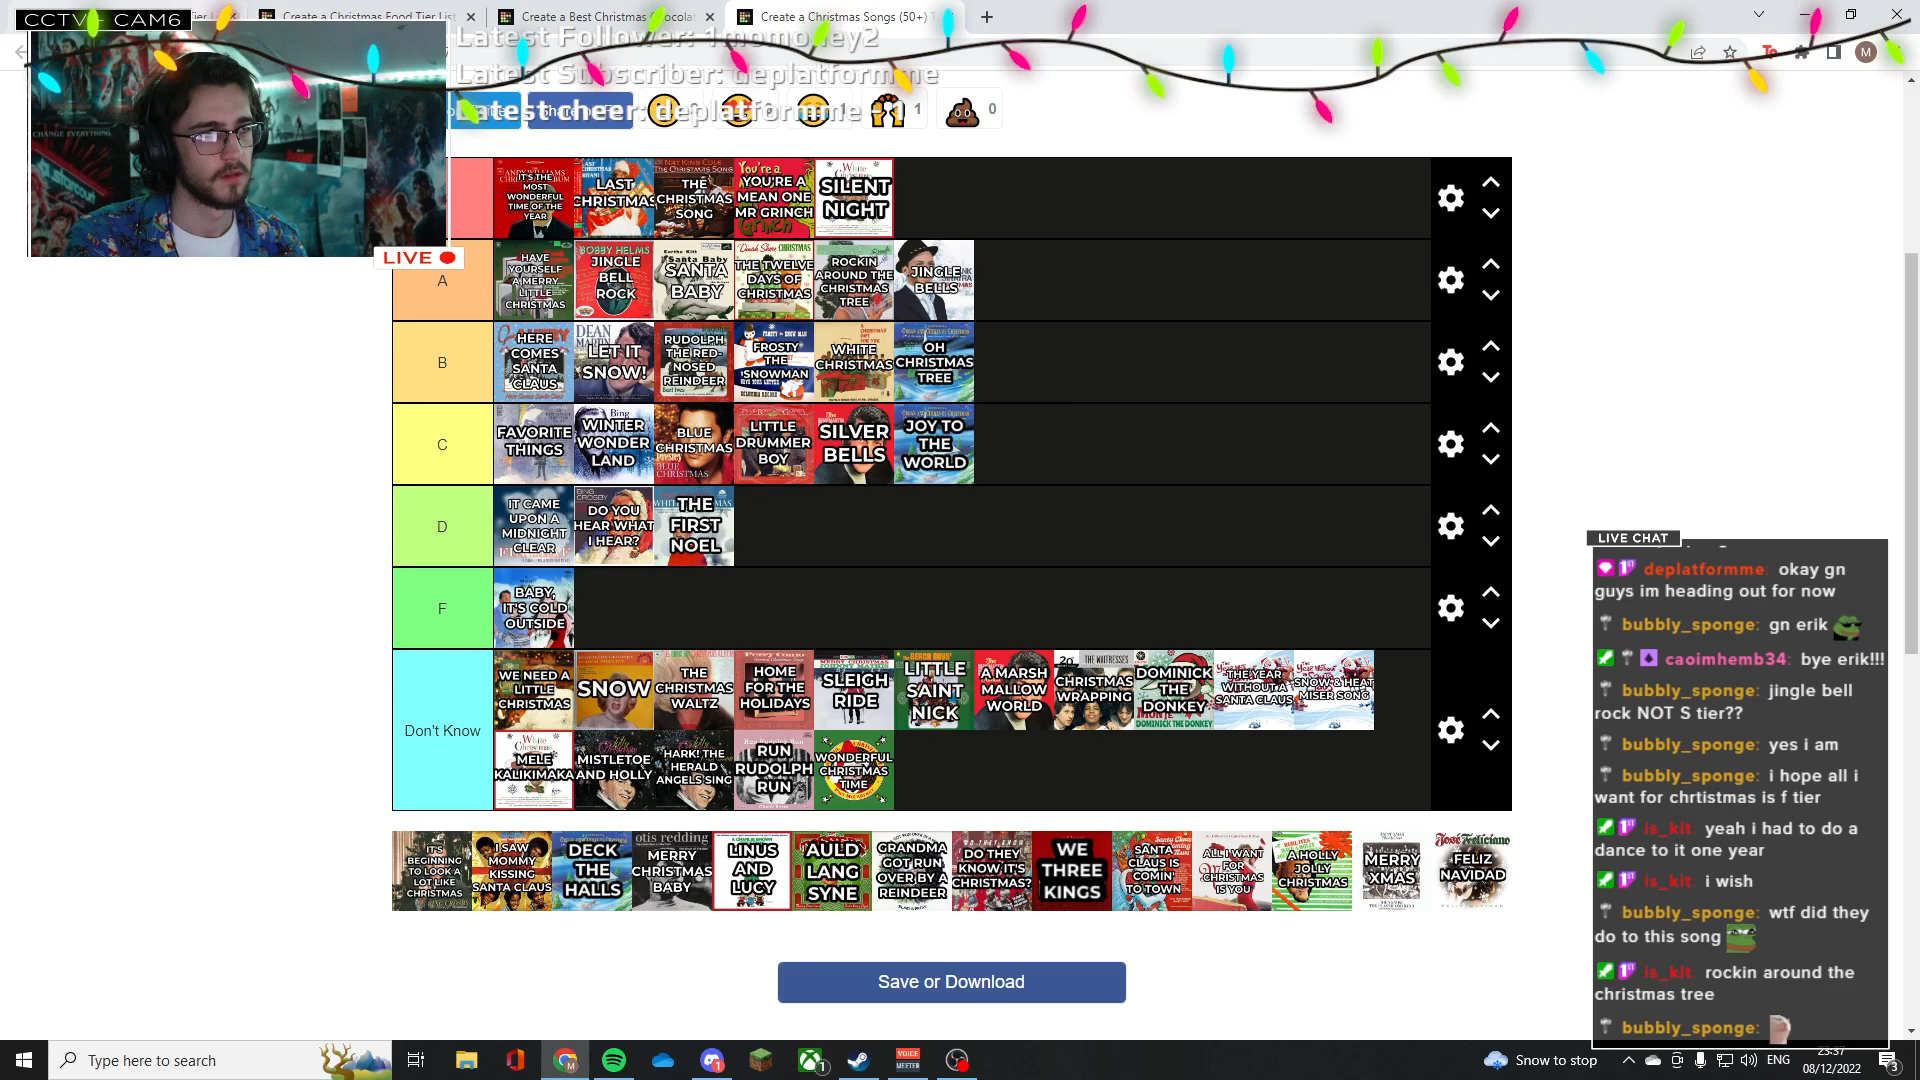 CCTV - CAM6
Create a Christmas Food Tier List
Create a Best Christmas Chocolat
Create a Christmas Songs (50+) T
Latest Follower: 1momoney2
Latest Subscriber: deplatformme
Latest cheer: deplatformme - 1
1
0
CHANGE EVERYTHING.
LIVE
IT'S THE MOST WONDERFUL TIME OF THE YEAR
LAST CHRISTMAS
THE CHRISTMAS SONG
YOU'RE A MEAN ONE MR GRINCH
SILENT NIGHT
A
HAVE YOURSELF A MERRY LITTLE CHRISTMAS
JINGLE BELL ROCK
SANTA BABY
THE TWELVE DAYS OF CHRISTMAS
ROCKIN AROUND THE CHRISTMAS TREE
JINGLE BELLS
B
HERE COMES SANTA CLAUS
LET IT SNOW!
RUDOLPH THE RED-NOSED REINDEER
FROSTY THE SNOWMAN
WHITE CHRISTMAS
OH CHRISTMAS TREE
C
FAVORITE THINGS
WINTER WONDER LAND
BLUE CHRISTMAS
LITTLE DRUMMER BOY
SILVER BELLS
JOY TO THE WORLD
D
IT CAME UPON A MIDNIGHT CLEAR
DO YOU HEAR WHAT I HEAR?
THE FIRST NOEL
F
BABY, IT'S COLD OUTSIDE
Don't Know
WE NEED A LITTLE CHRISTMAS
SNOW
THE CHRISTMAS WALTZ
HOME FOR THE HOLIDAYS
SLEIGH RIDE
LITTLE SAINT NICK
A MARSH MALLOW WORLD
CHRISTMAS WRAPPING
DOMINICK THE DONKEY
THE YEAR WITHOUT A SANTA CLAUS
SNOW & HEAT MISER SONG
MELE KALIKIMAKA
MISTLETOE AND HOLLY
HARK! THE HERALD ANGELS SING
RUN RUDOLPH RUN
WONDERFUL CHRISTMAS TIME
IT'S BEGINNING TO LOOK A LOT LIKE CHRISTMAS
I SAW MOMMY KISSING SANTA CLAUS
DECK THE HALLS
otis redding MERRY CHRISTMAS BABY
LINUS AND LUCY
AULD LANG SYNE
GRANDMA GOT RUN OVER BY A REINDEER
DO THEY KNOW IT'S CHRISTMAS?
WE THREE KINGS
SANTA CLAUS IS COMIN' TO TOWN
ALL I WANT FOR CHRISTMAS IS YOU
A HOLLY JOLLY CHRISTMAS
MERRY XMAS
José Feliciano FELIZ NAVIDAD
Save or Download
LIVE CHAT
deplatformme: okay gn
guys im heading out for now
bubbly_sponge: gn erik
caoimhemb34: bye erik!!!
bubbly_sponge: jingle bell
rock NOT S tier??
bubbly_sponge: yes i am
bubbly_sponge: i hope all i
want for chrtistmas is f tier
is_kit: yeah i had to do a
dance to it one year
is_kit: i wish
bubbly_sponge: wtf did they
do to this song
is_kit: rockin around the
christmas tree
bubbly_sponge:
Type here to search
VOICE
MEETER
Snow to stop
ENG
23:37
08/12/2022